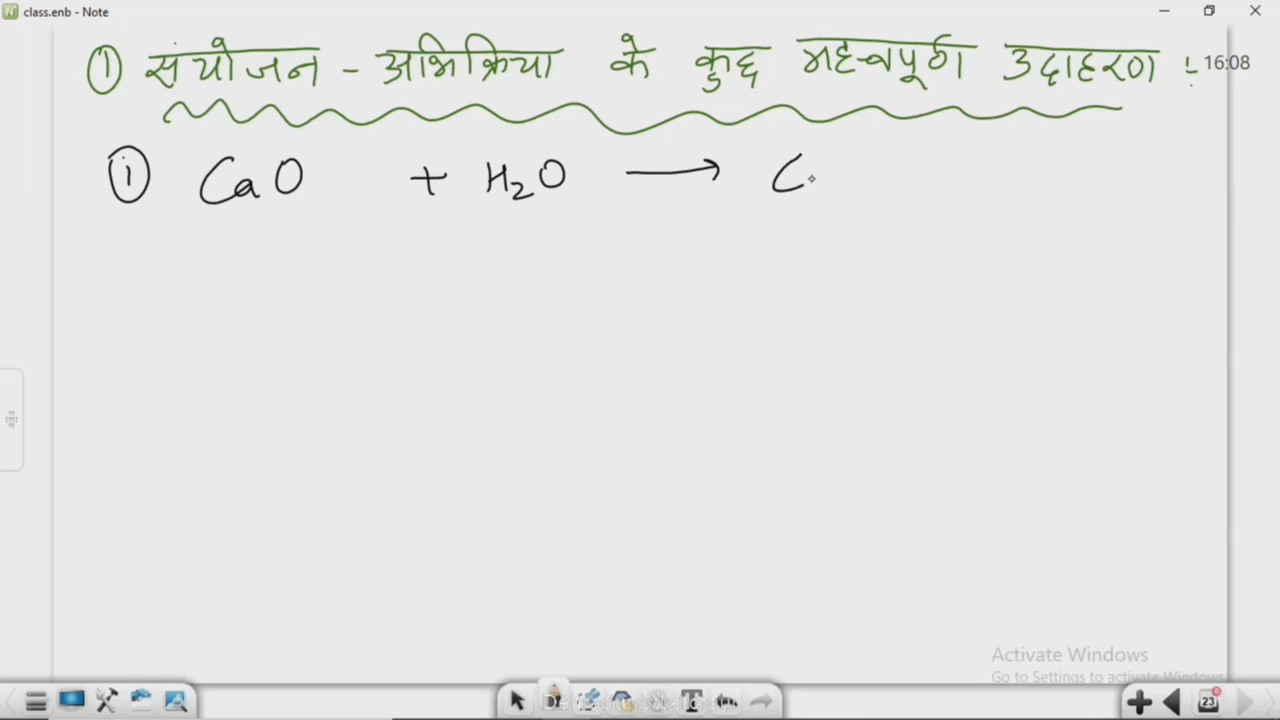 class.enb - Note
① संयोजन - अभिक्रिया के कुछ महत्वपूर्ण उदाहरण :- 16:08
ⓘ CaO + H₂O ⟶ C
Activate Windows
Go to Settings to activate Windows
23